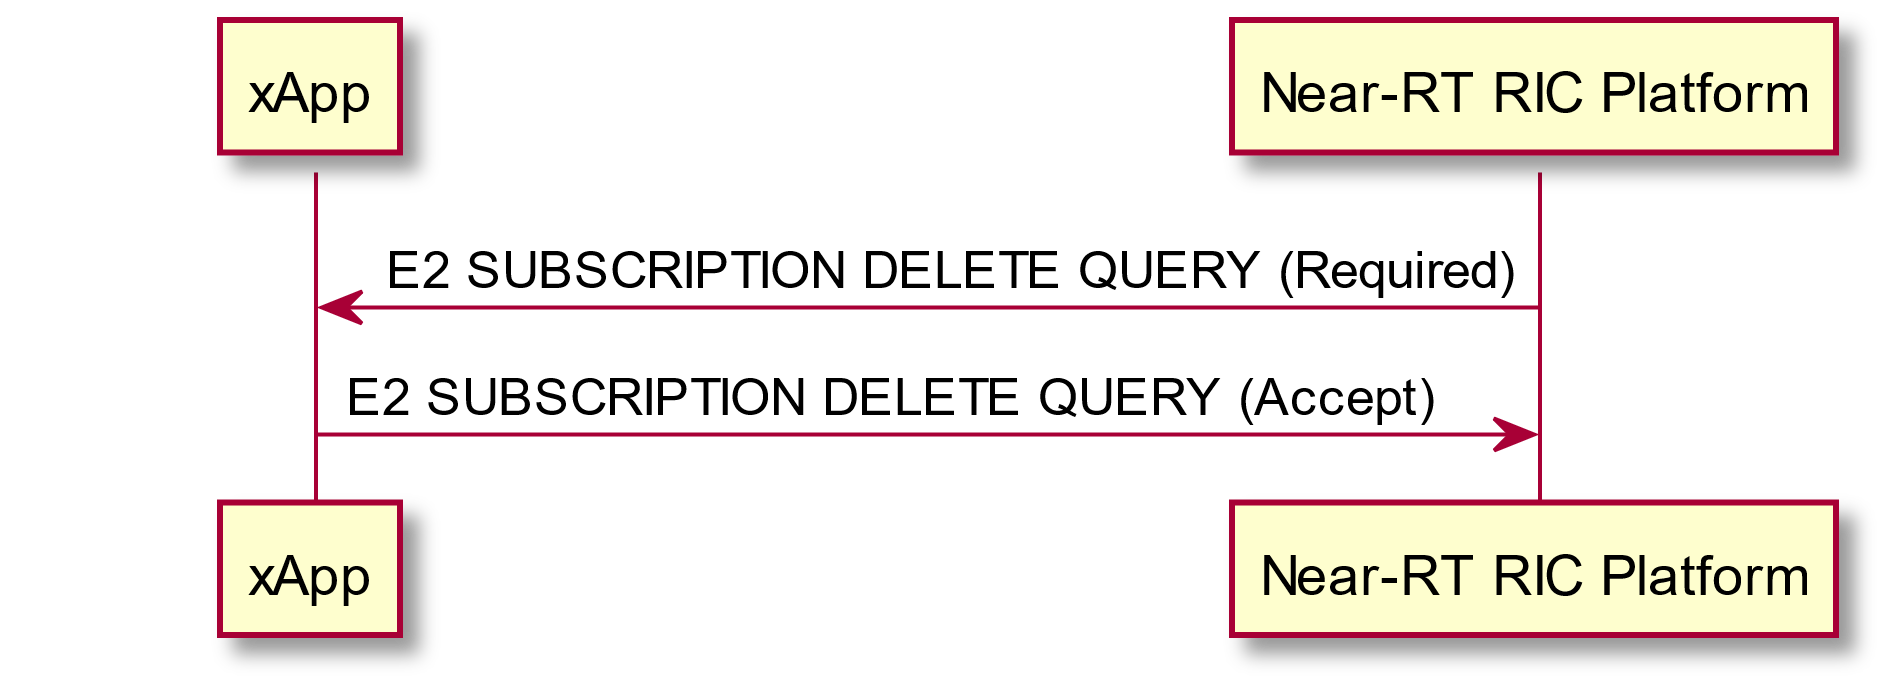 xApp
Near-RT RIC Platform
E2 SUBSCRIPTION DELETE QUERY (Required)
E2 SUBSCRIPTION DELETE QUERY (Accept)
xApp
Near-RT RIC Platform